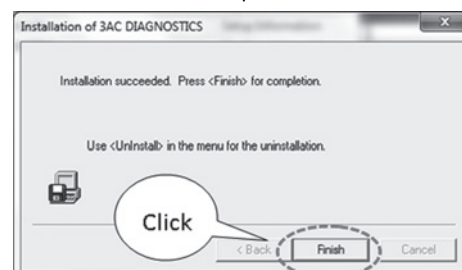 Installation of 3AC DIAGNOSTICS
x
Installation succeeded. Press <Finish> for completion.
Use <UnInstall> in the menu for the uninstallation.
Click
< Back
Finish
Cancel